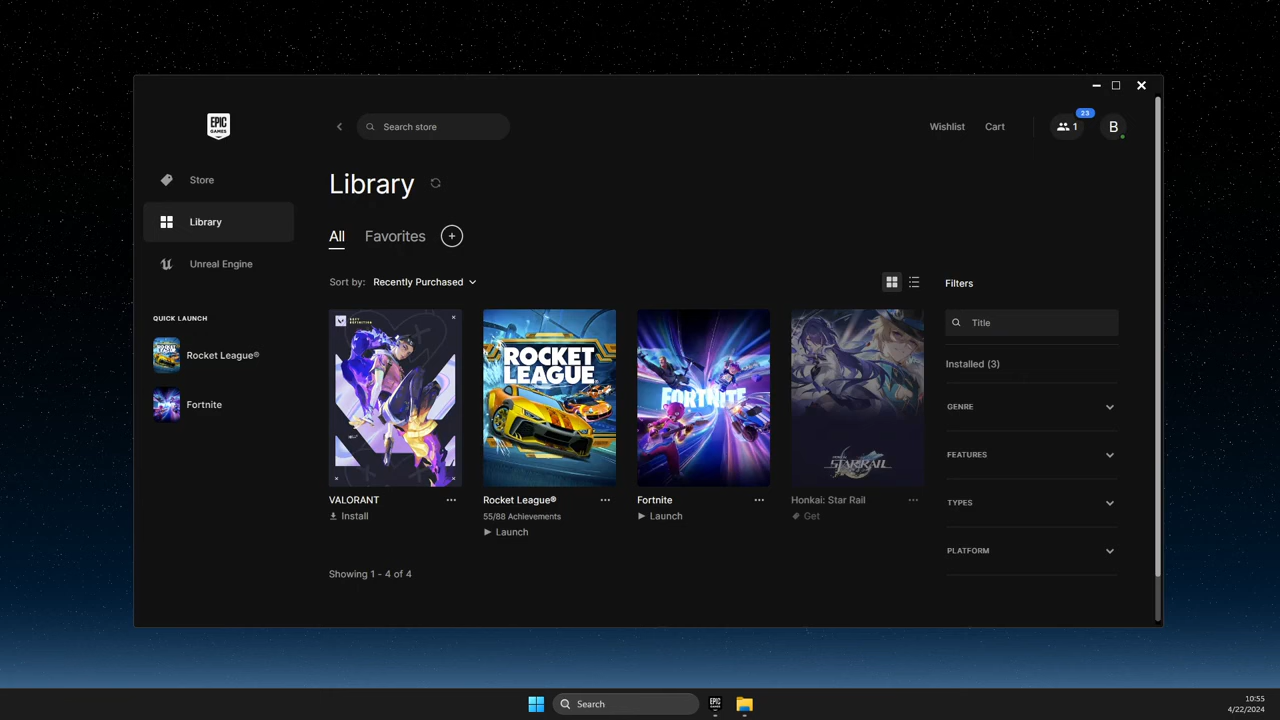 EPIC
GAMES
Search store
Wishlist
Cart
1
23
B
Store
Library
Unreal Engine
QUICK LAUNCH
Rocket League®
Fortnite
Library
All
Favorites
Sort by: Recently Purchased
ROCKET
LEAGUE
FORTNITE
STAR RAIL
VALORANT
Install
Rocket League®
55/88 Achievements
Launch
Fortnite
Launch
Honkai: Star Rail
Get
Showing 1 - 4 of 4
Filters
Title
Installed (3)
GENRE
FEATURES
TYPES
PLATFORM
Search
EPIC
10:55
4/22/2024